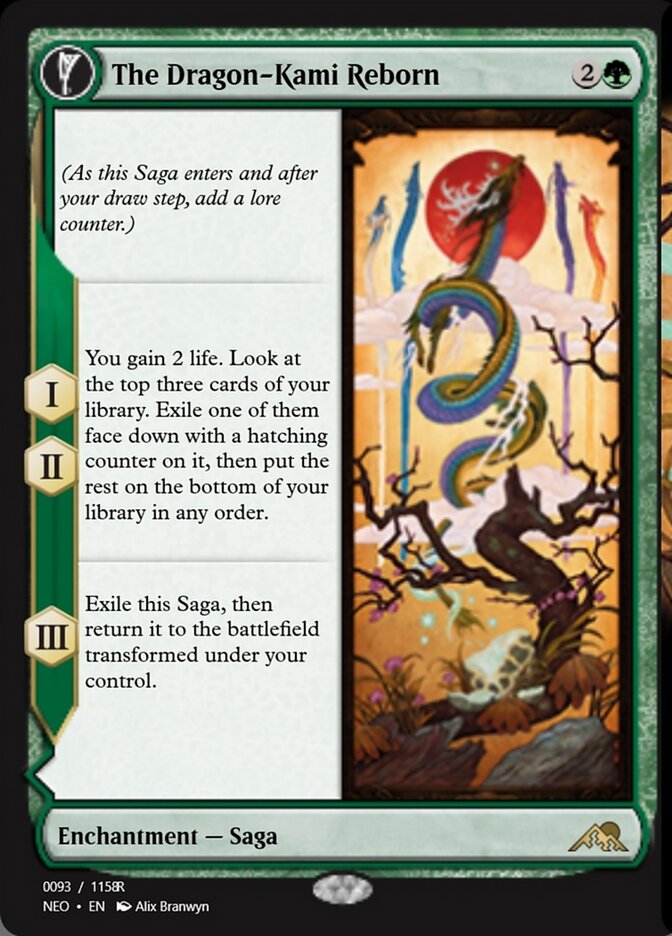 The Dragon-Kami Reborn 2
(As this Saga enters and after
your draw step, add a lore
counter.)
I
II
You gain 2 life. Look at
the top three cards of your
library. Exile one of them
face down with a hatching
counter on it, then put the
rest on the bottom of your
library in any order.
III
Exile this Saga, then
return it to the battlefield
transformed under your
control.
Enchantment — Saga
0093 / 1158R
NEO • EN Alix Branwyn